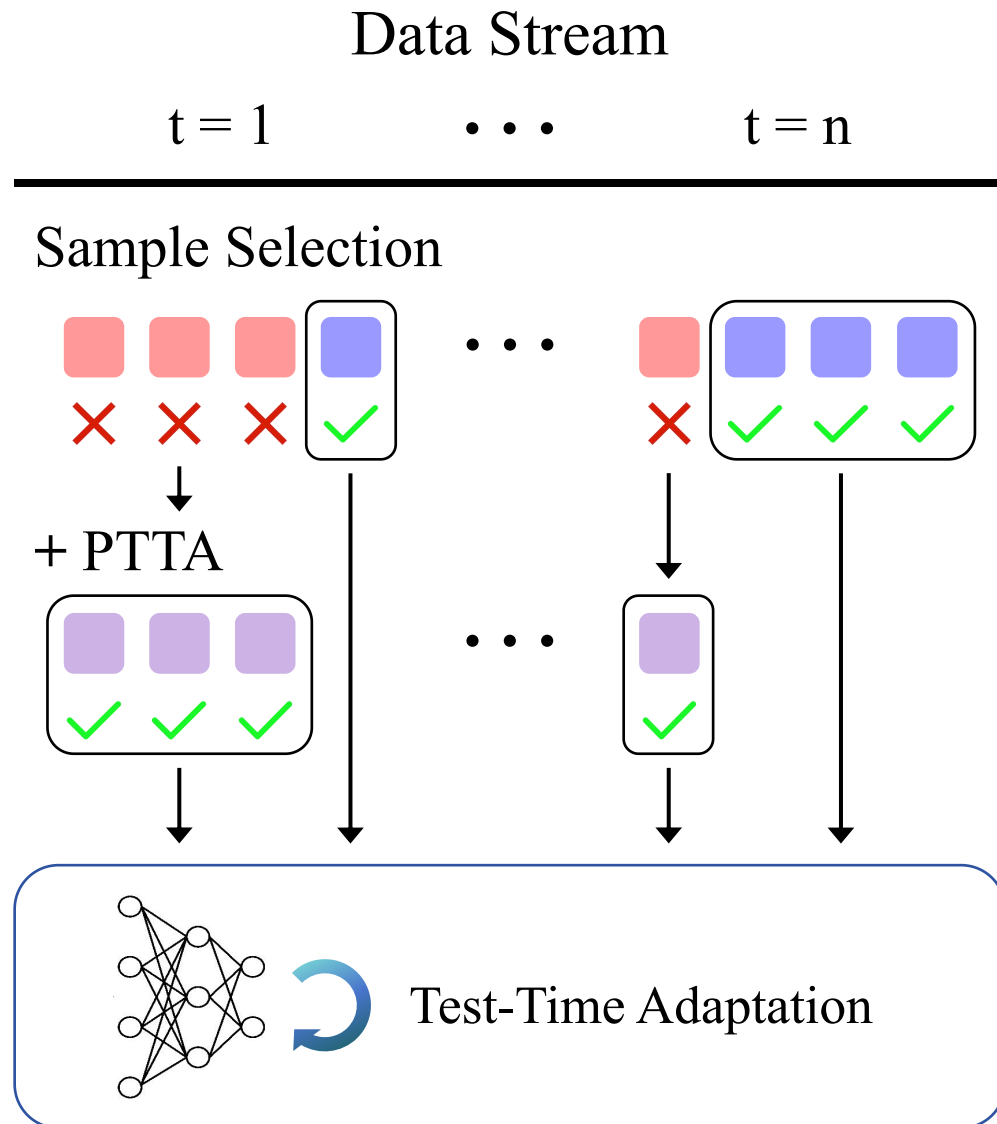 Data Stream
t = 1 • • • t = n
Sample Selection
• • •
+ PTTA
• • •
Test-Time Adaptation